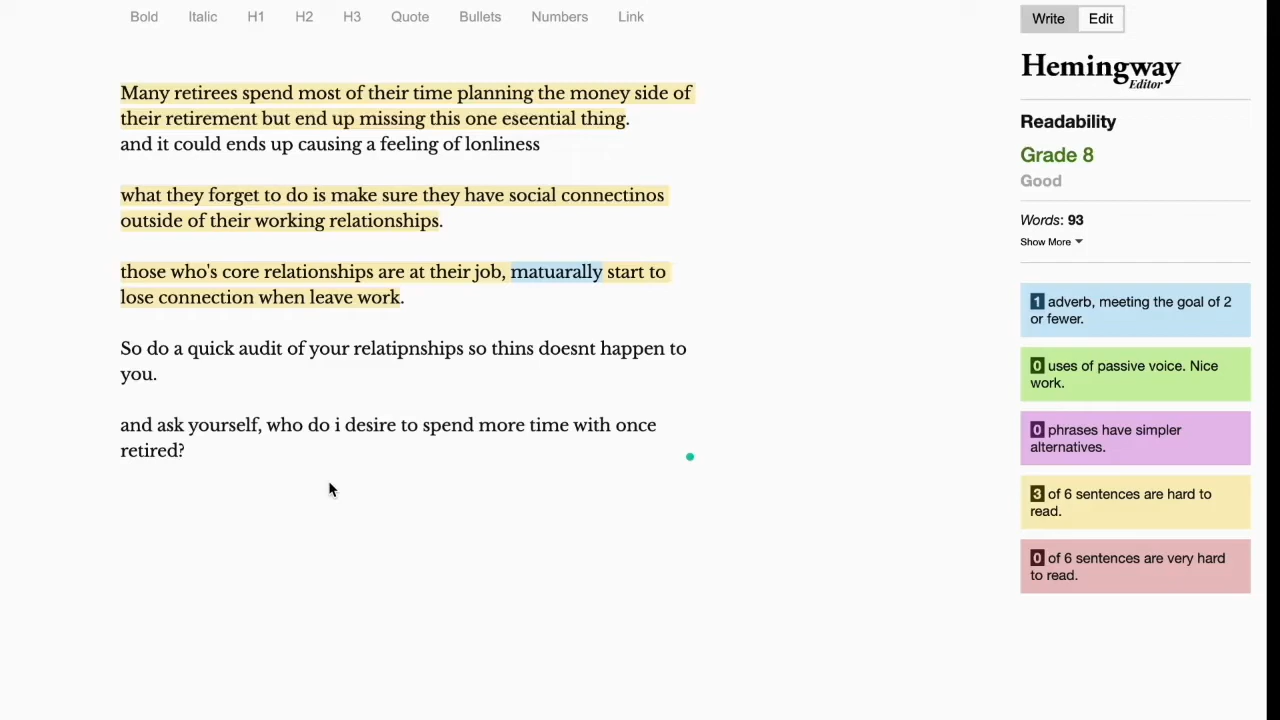 Bold Italic H1 H2 H3 Quote Bullets Numbers Link
Write Edit
Many retirees spend most of their time planning the money side of
their retirement but end up missing this one eseential thing.
and it could ends up causing a feeling of lonliness
what they forget to do is make sure they have social connectinos
outside of their working relationships.
those who's core relationships are at their job, matuarally start to
lose connection when leave work.
So do a quick audit of your relatipnships so thins doesnt happen to
you.
and ask yourself, who do i desire to spend more time with once
retired?
Hemingway
Editor
Readability
Grade 8
Good
Words: 93
Show More
1 adverb, meeting the goal of 2
or fewer.
0 uses of passive voice. Nice
work.
0 phrases have simpler
alternatives.
3 of 6 sentences are hard to
read.
0 of 6 sentences are very hard
to read.